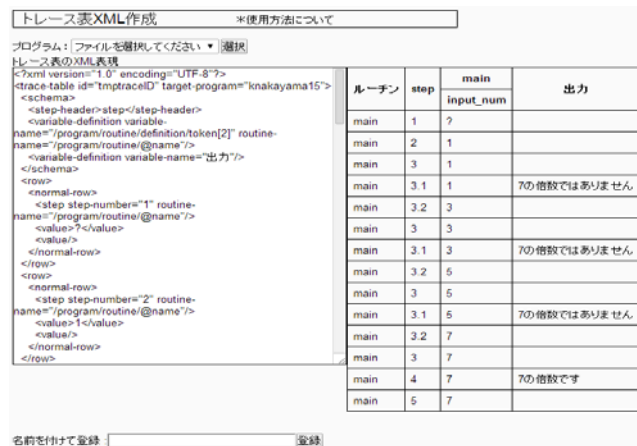 トレース表XML作成 *使用方法について
プログラム: ファイルを選択してください ▼ 選択
トレース表のXML表現
<?xml version="1.0" encoding="UTF-8"?>
<trace-table id="tmptraceID" target-program="knakayama15">
<schema>
<step-header>step</step-header>
<variable-definition variable-
name="/program/routine/definition/token[2]" routine-
name="/program/routine/@name"/>
<variable-definition variable-name="出力"/>
</schema>
<row>
<normal-row>
<step step-number="1" routine-
name="/program/routine/@name"/>
<value>?</value>
<value/>
</normal-row>
</row>
<row>
<normal-row>
<step step-number="2" routine-
name="/program/routine/@name"/>
<value>1</value>
<value/>
</normal-row>
</row>
ルーチン step main 出力
input_num
main 1 ?
main 2 1
main 3 1
main 3.1 1 7の倍数ではありません
main 3.2 3
main 3 3
main 3.1 3 7の倍数ではありません
main 3.2 5
main 3 5
main 3.1 5 7の倍数ではありません
main 3.2 7
main 3 7
main 4 7 7の倍数です
main 5 7
名前を付けて登録: 登録